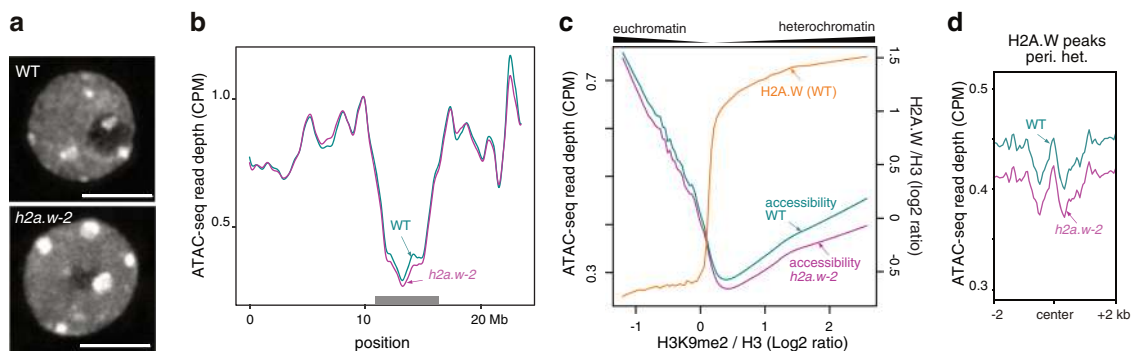 a
WT
h2a.w-2
b
ATAC-seq read depth (CPM)
1.0
0.5
WT
h2a.w-2
0
20 Mb
position
c
euchromatin
heterochromatin
ATAC-seq read depth (CPM)
0.7
0.3
H2A.W (WT)
accessibility
WT
accessibility
h2a.w-2
1.5
1
0.5
0
-0.5
H2A.W /H3 (log2 ratio)
-1
0
1
2
H3K9me2 / H3 (Log2 ratio)
d
H2A.W peaks
peri. het.
ATAC-seq read depth (CPM)
0.5
0.4
0.3
WT
h2a.w-2
-2
center
+2 kb